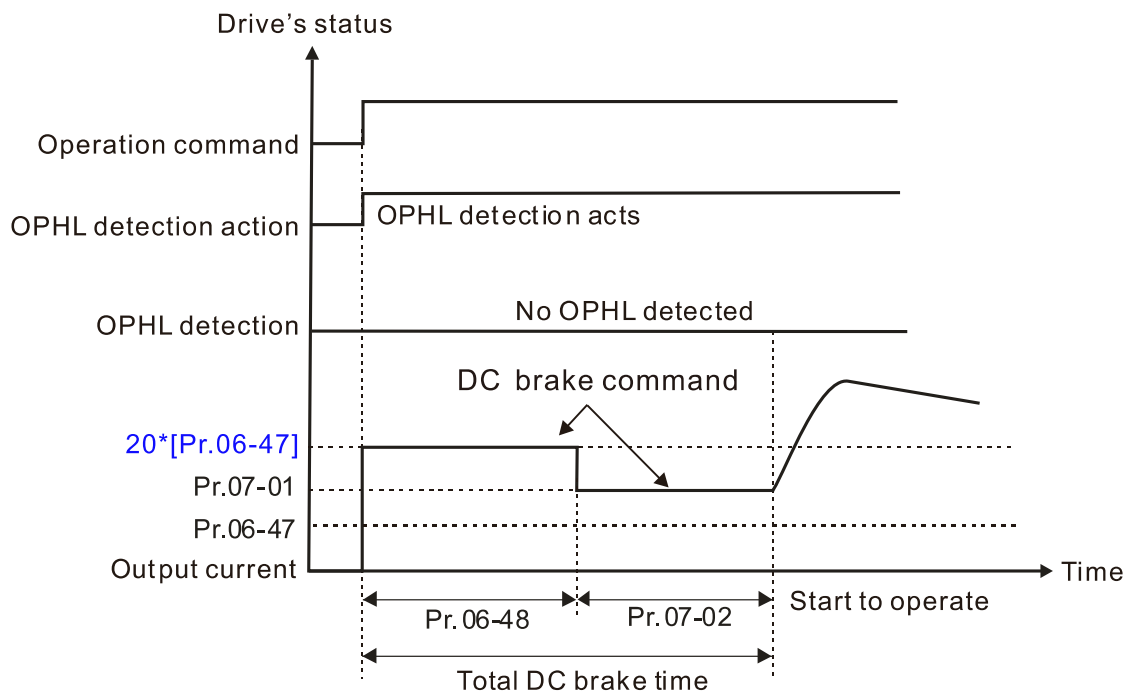 Drive's status
Operation command
OPHL detection acts
OPHL detection action
No OPHL detected
OPHL detection
DC brake command
20*[Pr.06-47]
Pr.07-01
Pr.06-47
Output current
Time
Pr.06-48
Pr.07-02
Start to operate
Total DC brake time